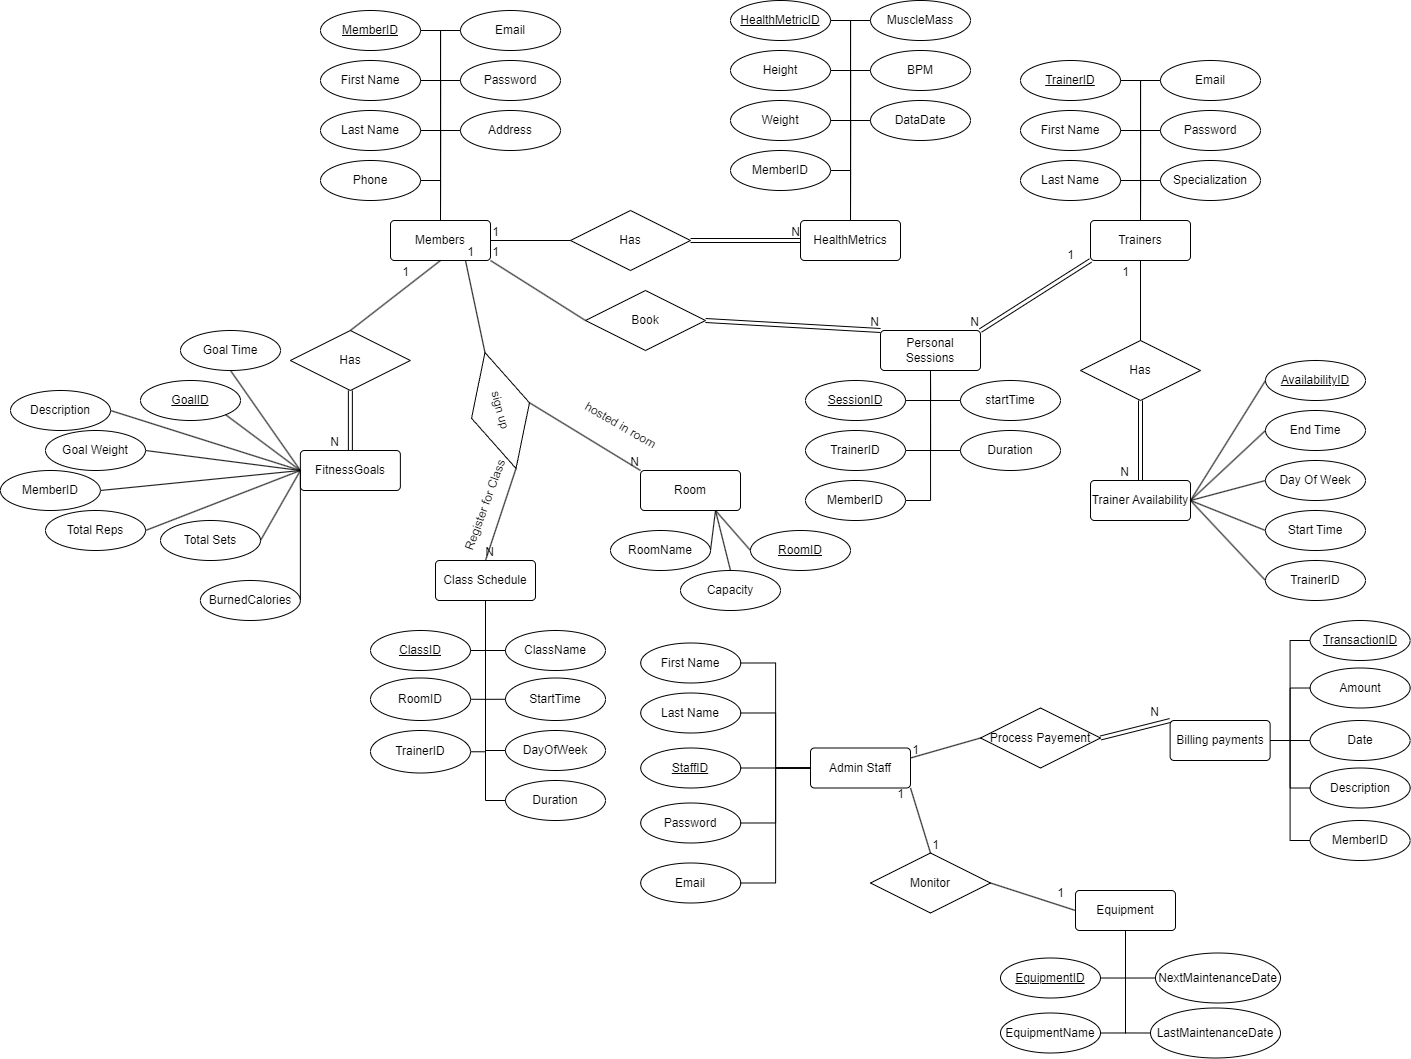 MemberID
Email
First Name
Password
Last Name
Address
Phone
HealthMetricID
MuscleMass
Height
BPM
Weight
DataDate
MemberID
TrainerID
Email
First Name
Password
Last Name
Specialization
Members
1
Has
N
HealthMetrics
Trainers
1
1
1
1
1
Book
N
N
Personal
Sessions
Has
Goal Time
GoalID
Description
Goal Weight
MemberID
Total Reps
Total Sets
BurnedCalories
N
FitnessGoals
sign up
hosted in room
N
Room
RoomName
RoomID
Capacity
Register for Class
N
Class Schedule
SessionID
startTime
TrainerID
Duration
MemberID
Has
N
Trainer Availability
AvailabilityID
End Time
Day Of Week
Start Time
TrainerID
ClassID
ClassName
RoomID
StartTime
TrainerID
DayOfWeek
Duration
First Name
Last Name
StaffID
Password
Email
Admin Staff
1
Process Payement
N
Billing payments
TransactionID
Amount
Date
Description
MemberID
1
1
Monitor
1
Equipment
EquipmentID
NextMaintenanceDate
EquipmentName
LastMaintenanceDate